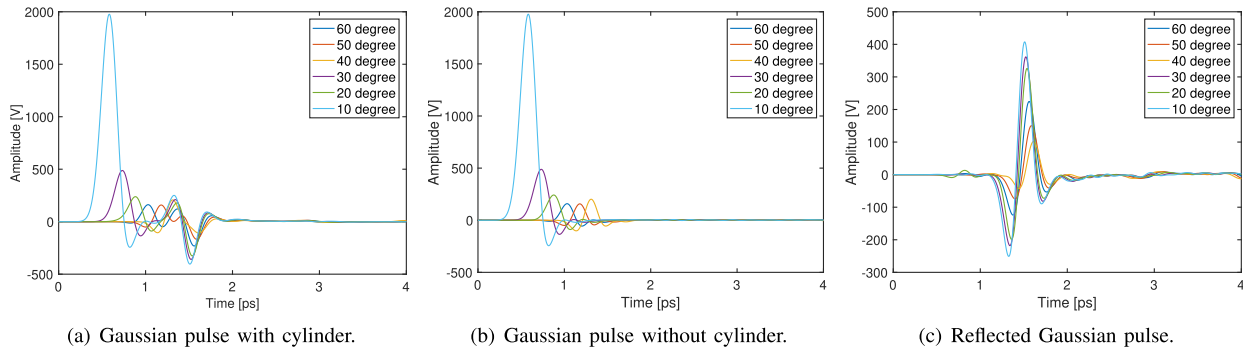 2000
1500
1000
500
0
-500
Amplitude [V]
0 1 2 3 4
Time [ps]
60 degree
50 degree
40 degree
30 degree
20 degree
10 degree
(a) Gaussian pulse with cylinder.
2000
1500
1000
500
0
-500
Amplitude [V]
0 1 2 3 4
Time [ps]
60 degree
50 degree
40 degree
30 degree
20 degree
10 degree
(b) Gaussian pulse without cylinder.
500
400
300
200
100
0
-100
-200
-300
Amplitude [V]
0 1 2 3 4
Time [ps]
60 degree
50 degree
40 degree
30 degree
20 degree
10 degree
(c) Reflected Gaussian pulse.